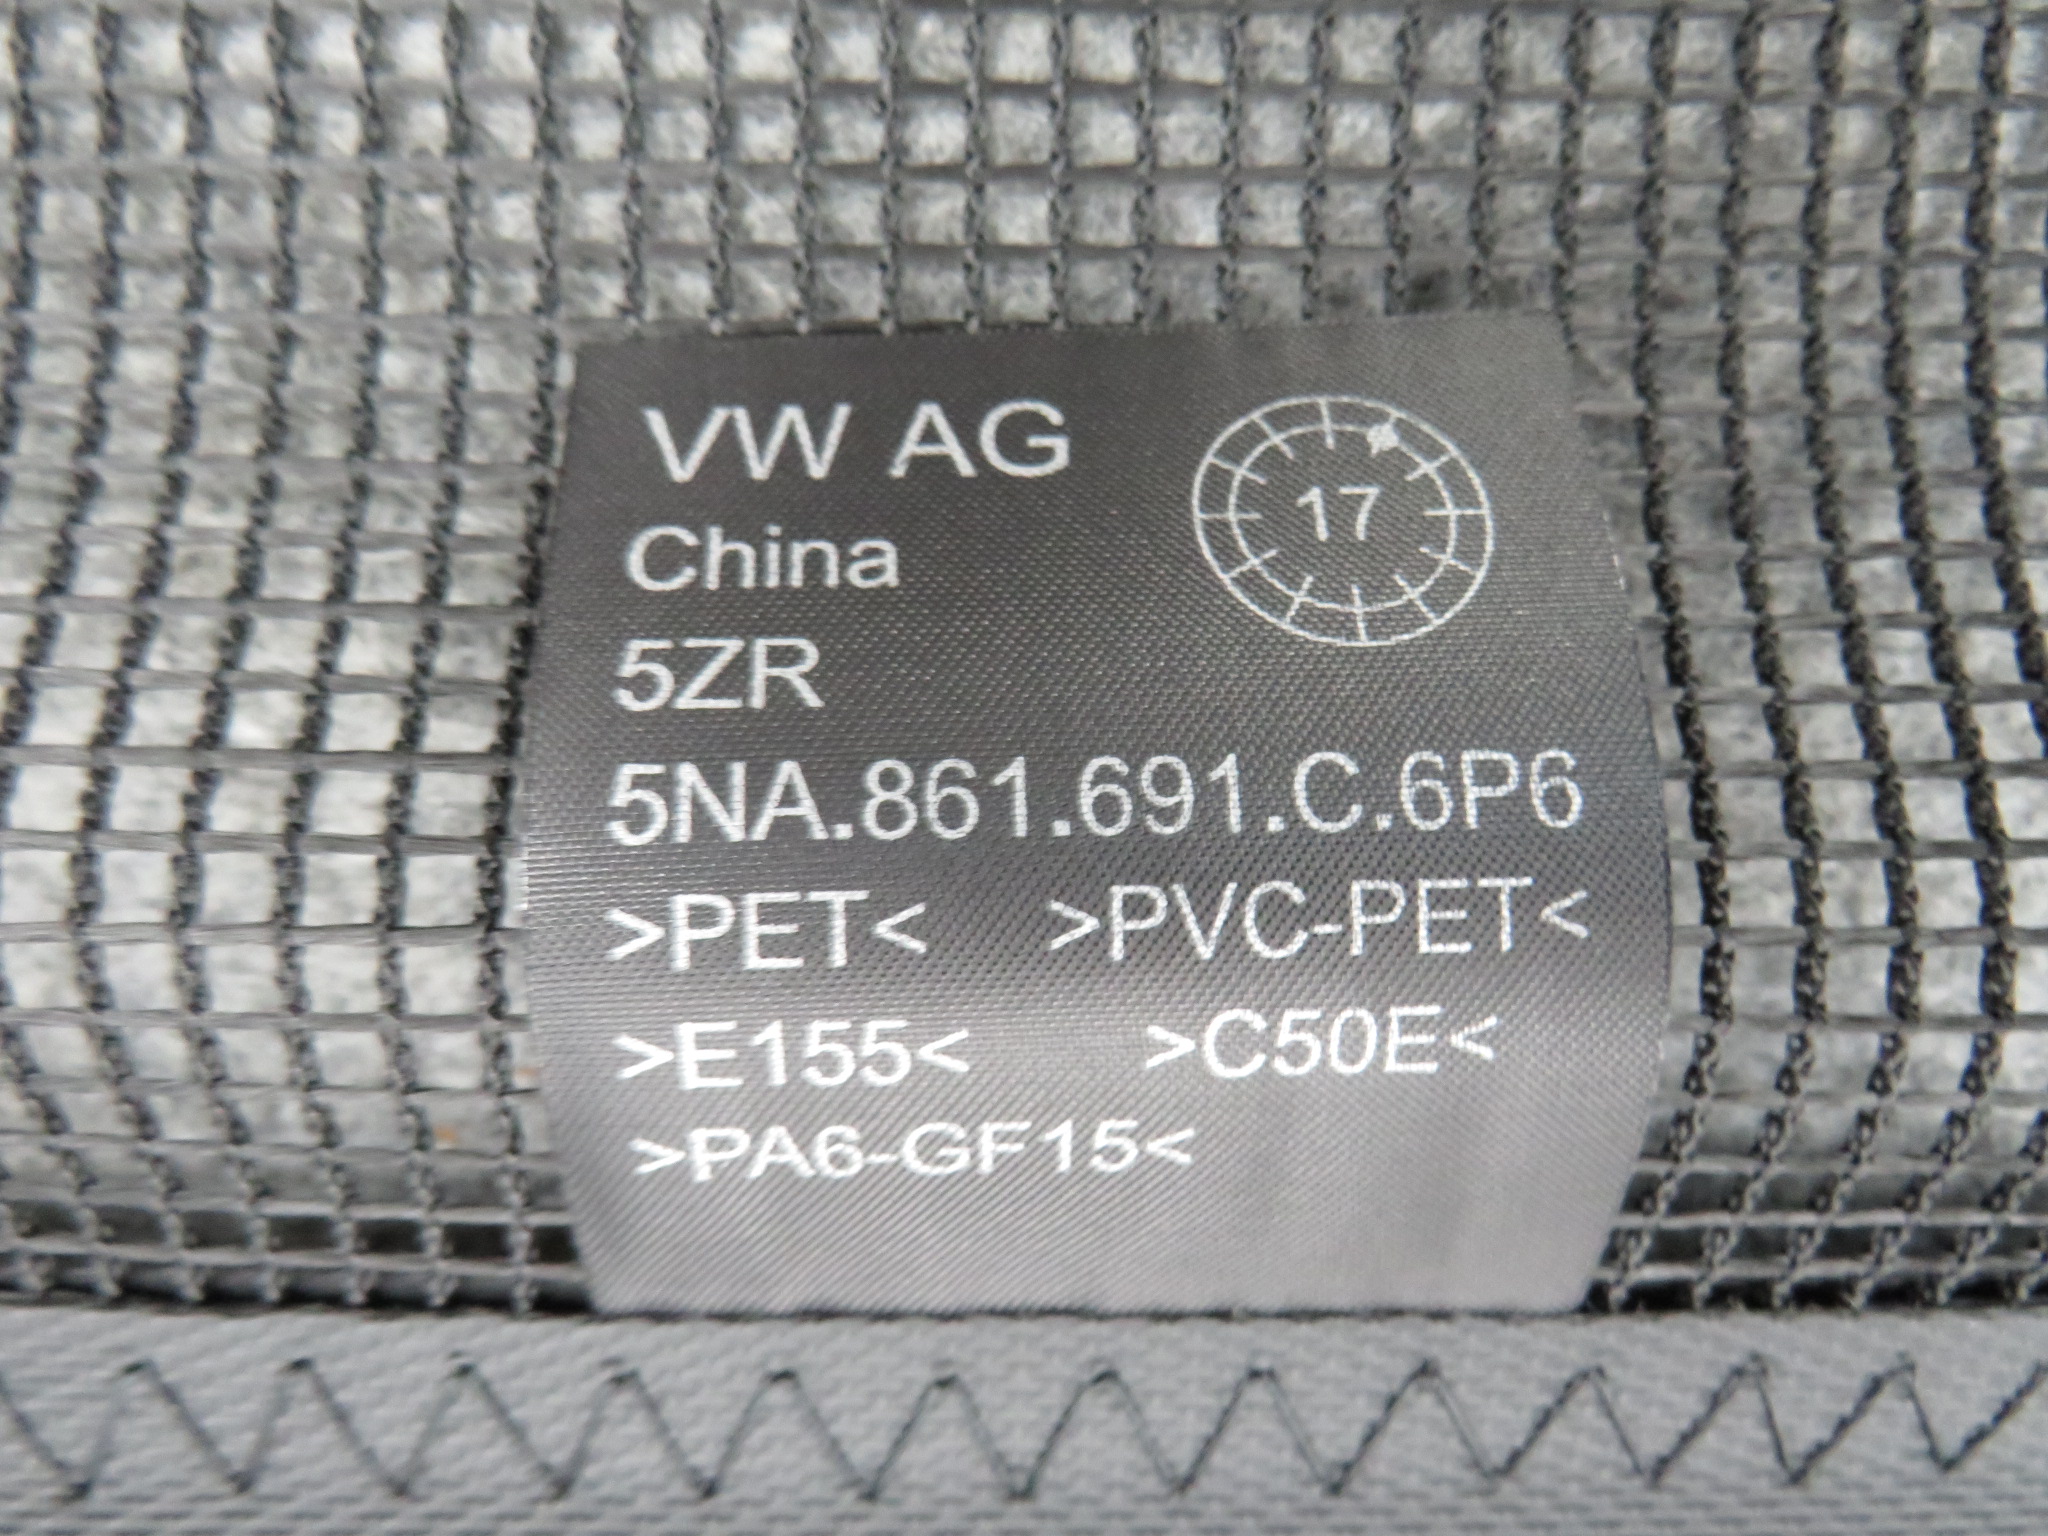 VW AG
17
China
5ZR
5NA.861.691.C.6P6
>PET< >PVC-PET<
>E155< >C50E<
>PA6-GF15<